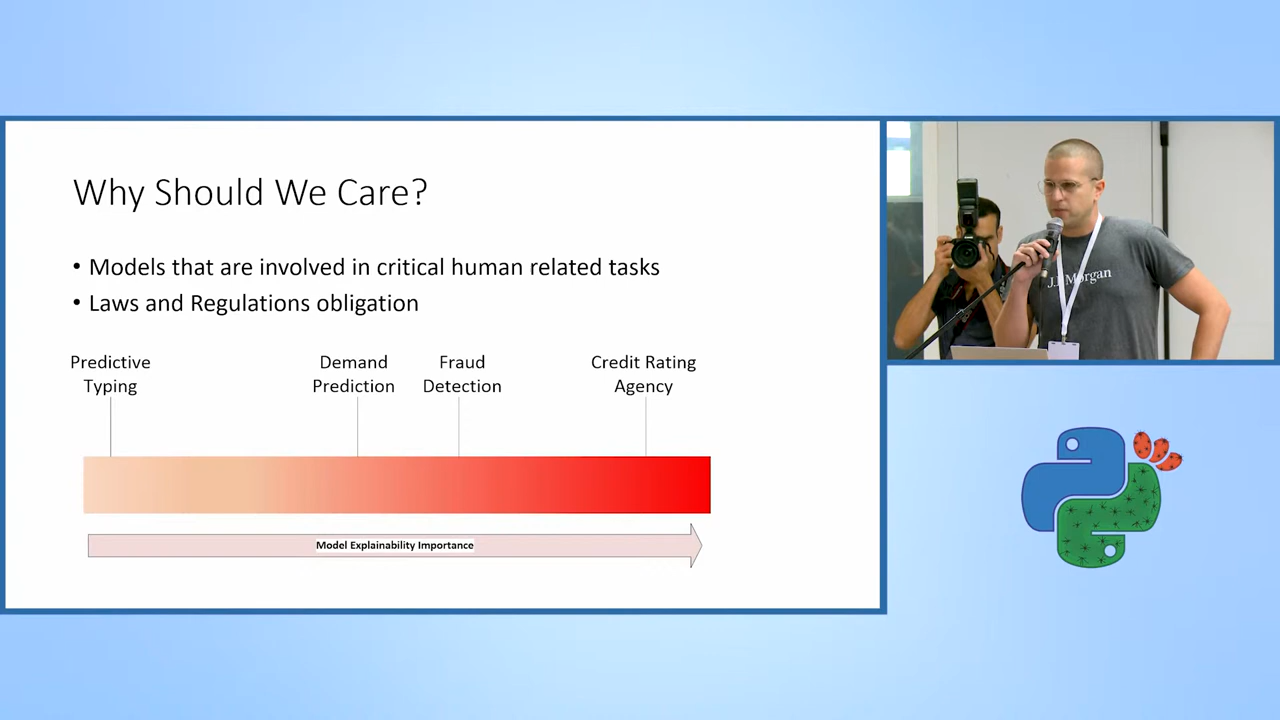 Why Should We Care?
• Models that are involved in critical human related tasks
• Laws and Regulations obligation
Predictive
Typing
Demand
Prediction
Fraud
Detection
Credit Rating
Agency
Model Explainability Importance
J.P.Morgan